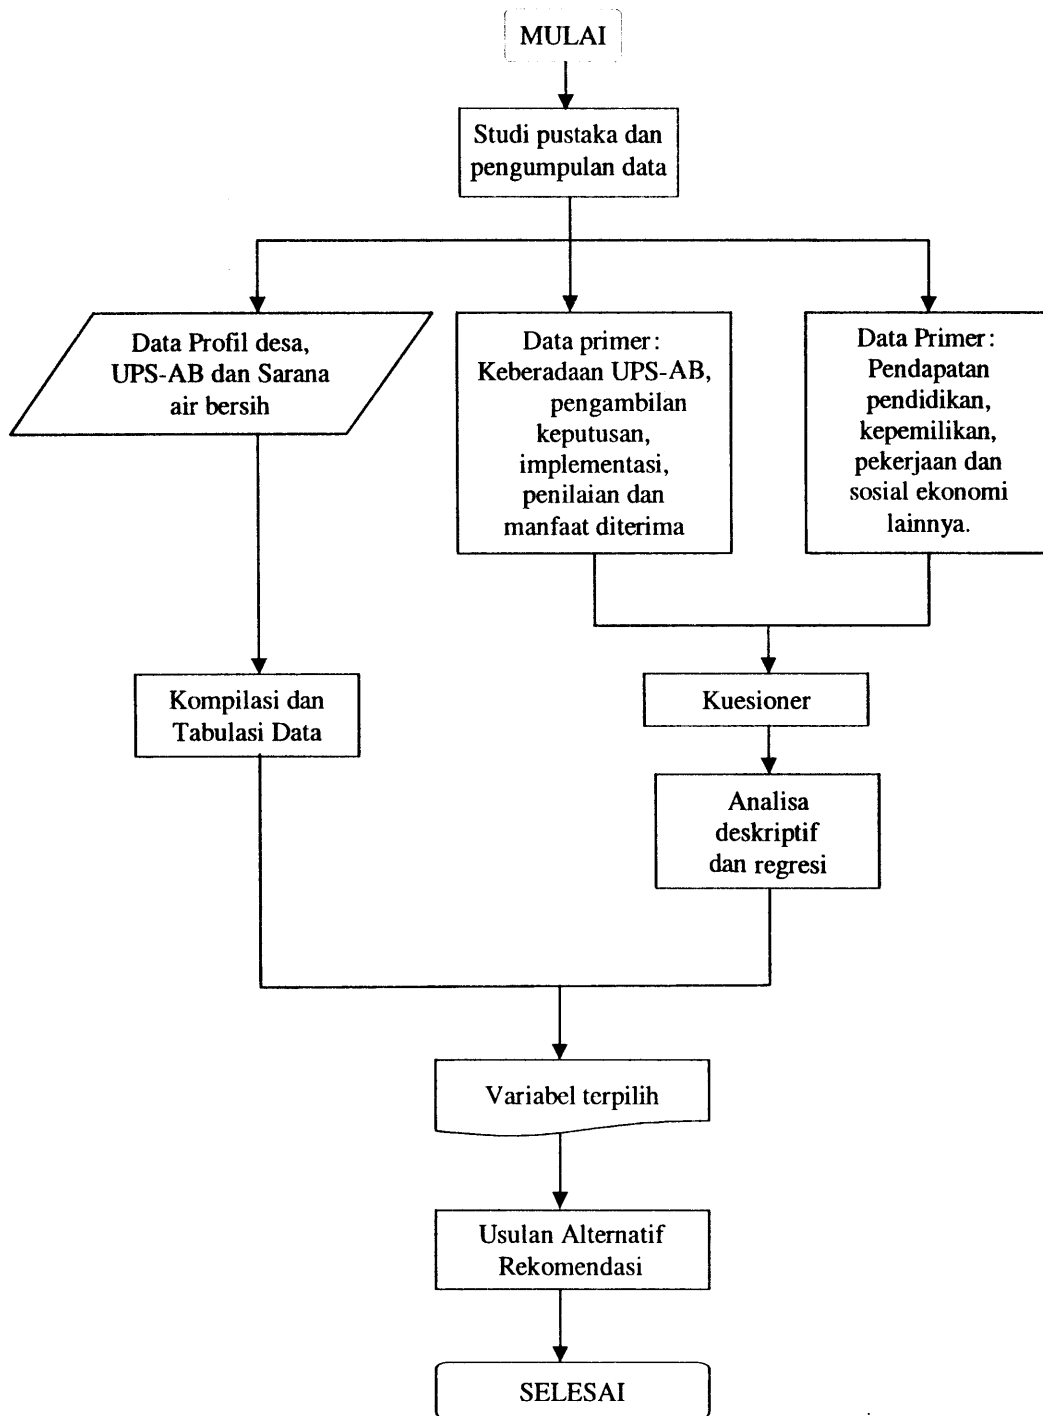 MULAI
Studi pustaka dan
pengumpulan data
Data Profil desa,
UPS-AB dan Sarana
air bersih
Data primer:
Keberadaan UPS-AB,
pengambilan
keputusan,
implementasi,
penilaian dan
manfaat diterima
Data Primer:
Pendapatan
pendidikan,
kepemilikan,
pekerjaan dan
sosial ekonomi
lainnya.
Kompilasi dan
Tabulasi Data
Kuesioner
Analisa
deskriptif
dan regresi
Variabel terpilih
Usulan Alternatif
Rekomendasi
SELESAI